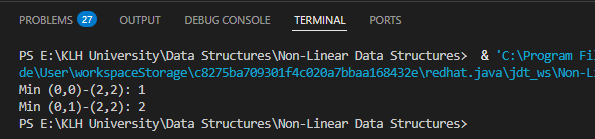 PROBLEMS 27 OUTPUT DEBUG CONSOLE TERMINAL PORTS
PS E:\KLH University\Data Structures\Non-Linear Data Structures> & 'C:\Program Fil
de\User\workspaceStorage\c8275ba709301f4c020a7bbaa168432e\redhat.java\jdt_ws\Non-Li
Min (0,0)-(2,2): 1
Min (0,1)-(2,2): 2
PS E:\KLH University\Data Structures\Non-Linear Data Structures>